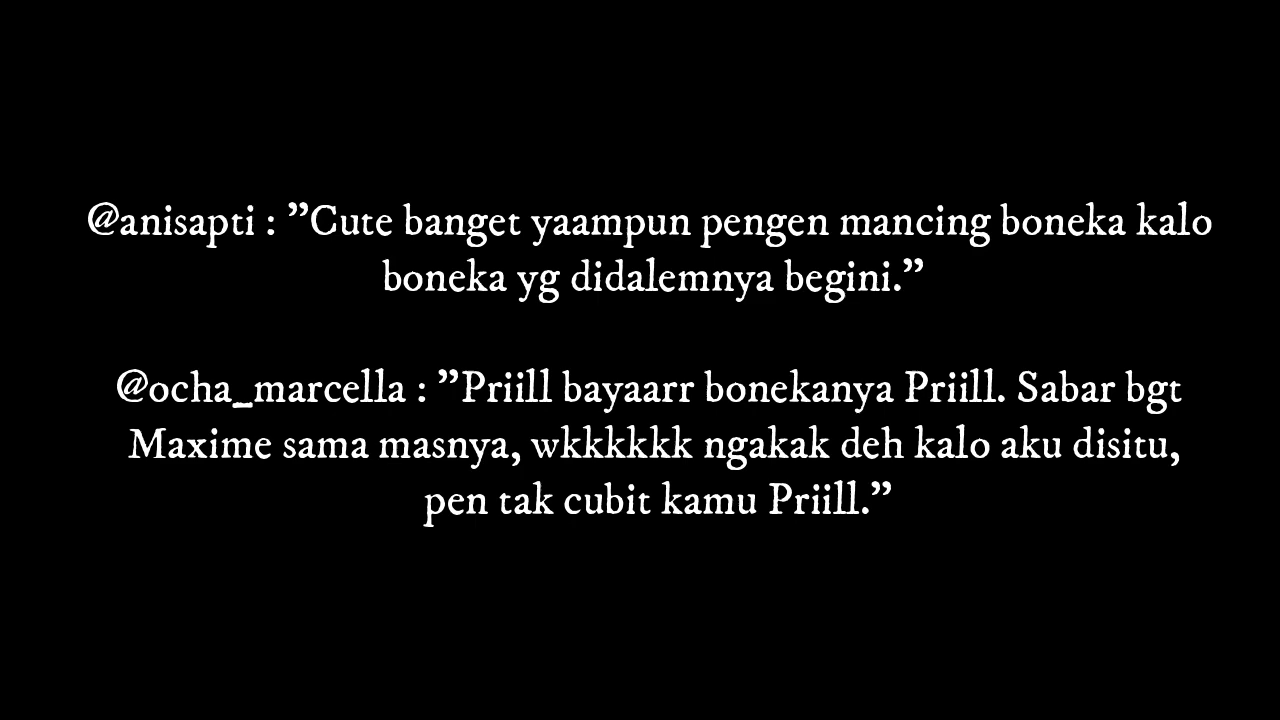 @anisapti : ”Cute banget yaampun pengen mancing boneka kalo
boneka yg didalemnya begini.”
@ocha_marcella : ”Priill bayaarr bonekanya Priill. Sabar bgt
Maxime sama masnya, wkkkkkk ngakak deh kalo aku disitu,
pen tak cubit kamu Priill.”